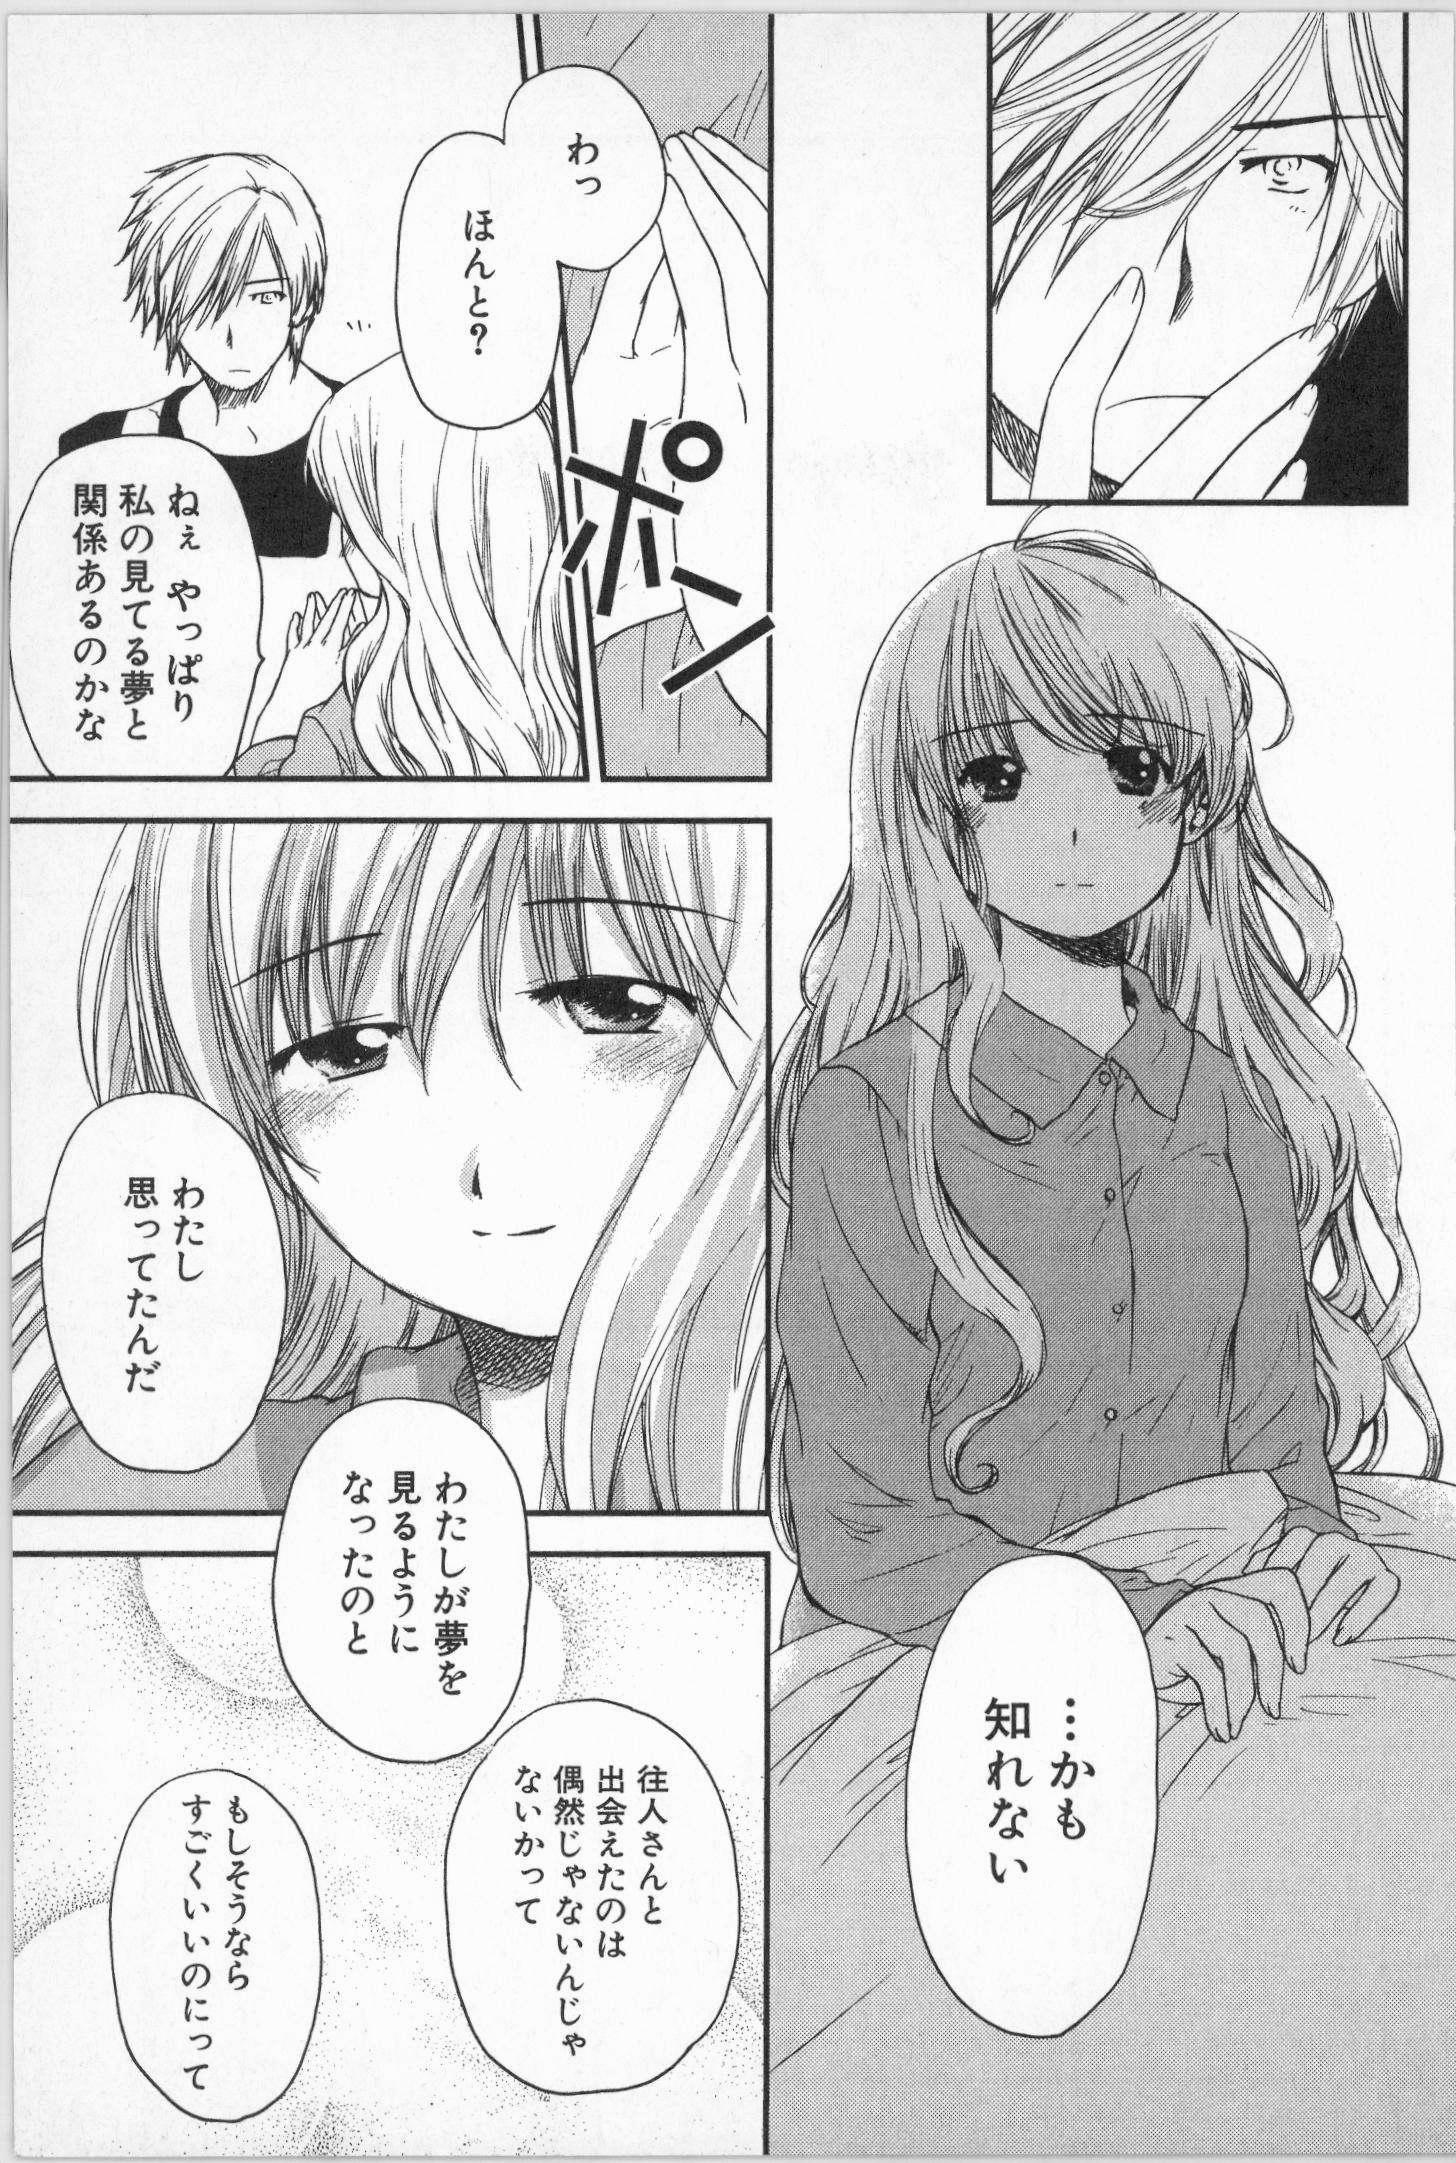 …かも
知れない
ポン
わっ
ほんと?
ねぇ やっぱり
私の見てる夢と
関係あるのかな
わたし
思ってたんだ
わたしが夢を
見るように
なったのと
往人さんと
出会えたのは
偶然じゃないんじゃ
ないかって
もしそうなら
すごくいいのにって